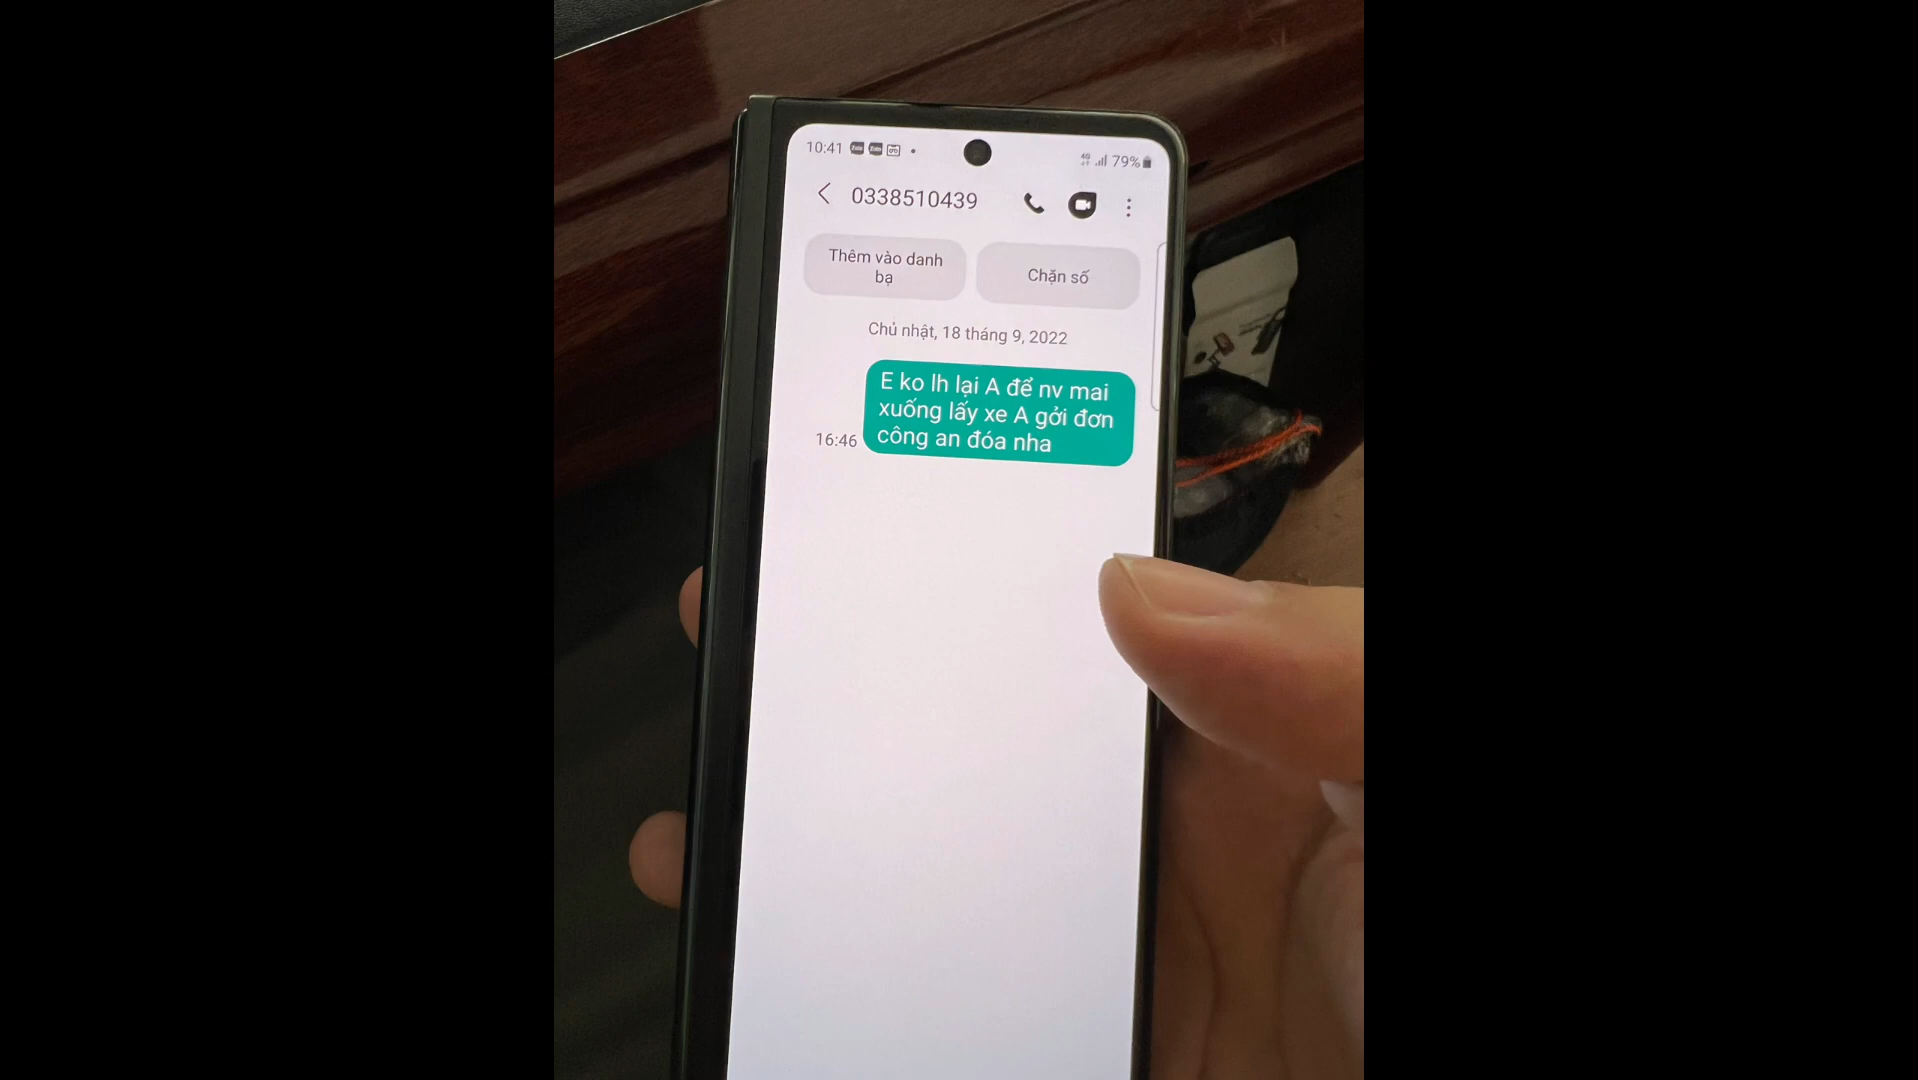 10:41
4G 79%
0338510439
Thêm vào danh
bạ
Chặn số
Chủ nhật, 18 tháng 9, 2022
E ko lh lại A để nv mai
xuống lấy xe A gởi đơn
công an đóa nha
16:46